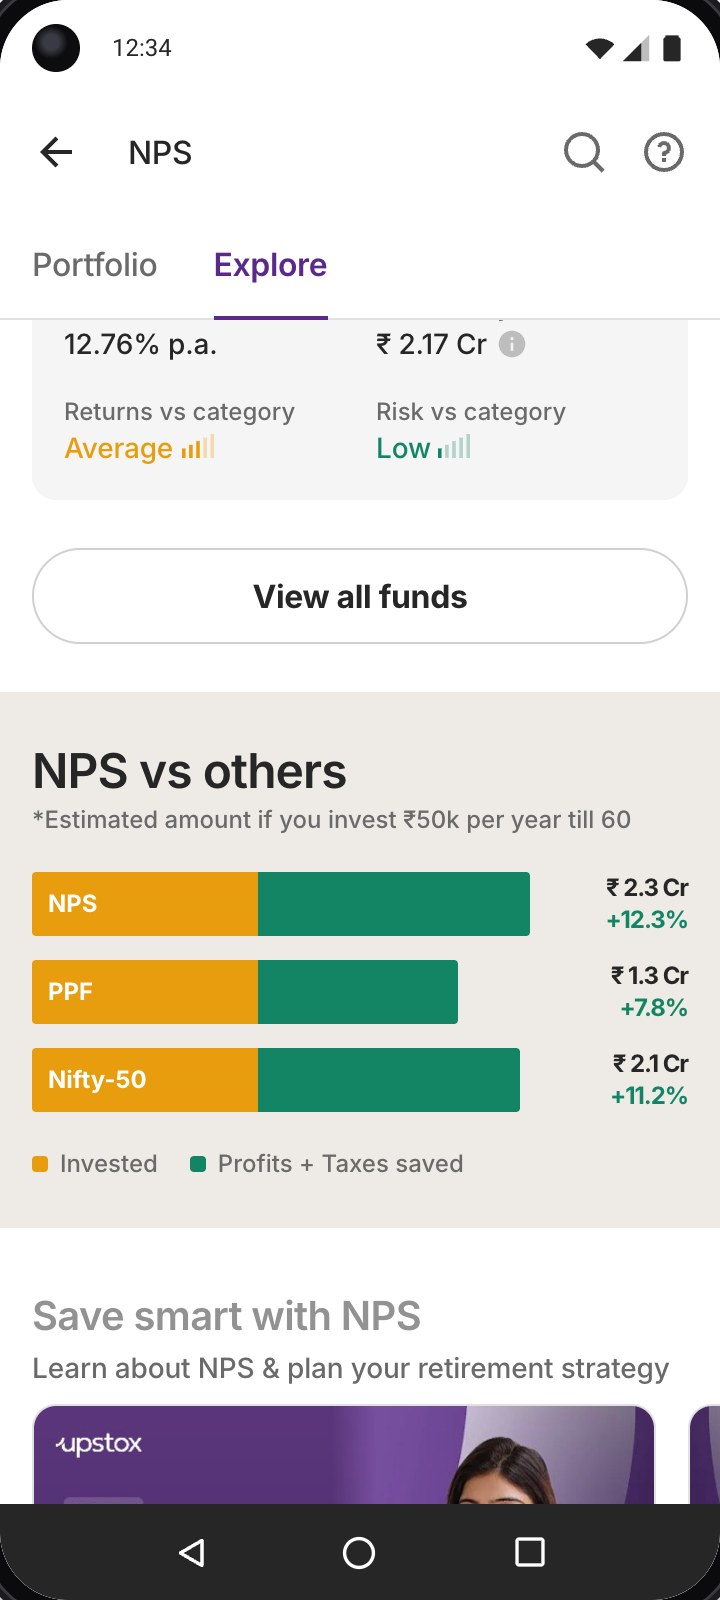 12:34
NPS
Portfolio
Explore
12.76% p.a.
₹ 2.17 Cr
Returns vs category
Risk vs category
Average
Low
View all funds
NPS vs others
*Estimated amount if you invest ₹50k per year till 60
NPS
₹ 2.3 Cr
+12.3%
PPF
₹ 1.3 Cr
+7.8%
Nifty-50
₹ 2.1 Cr
+11.2%
Invested
Profits + Taxes saved
Save smart with NPS
Learn about NPS & plan your retirement strategy
upstox